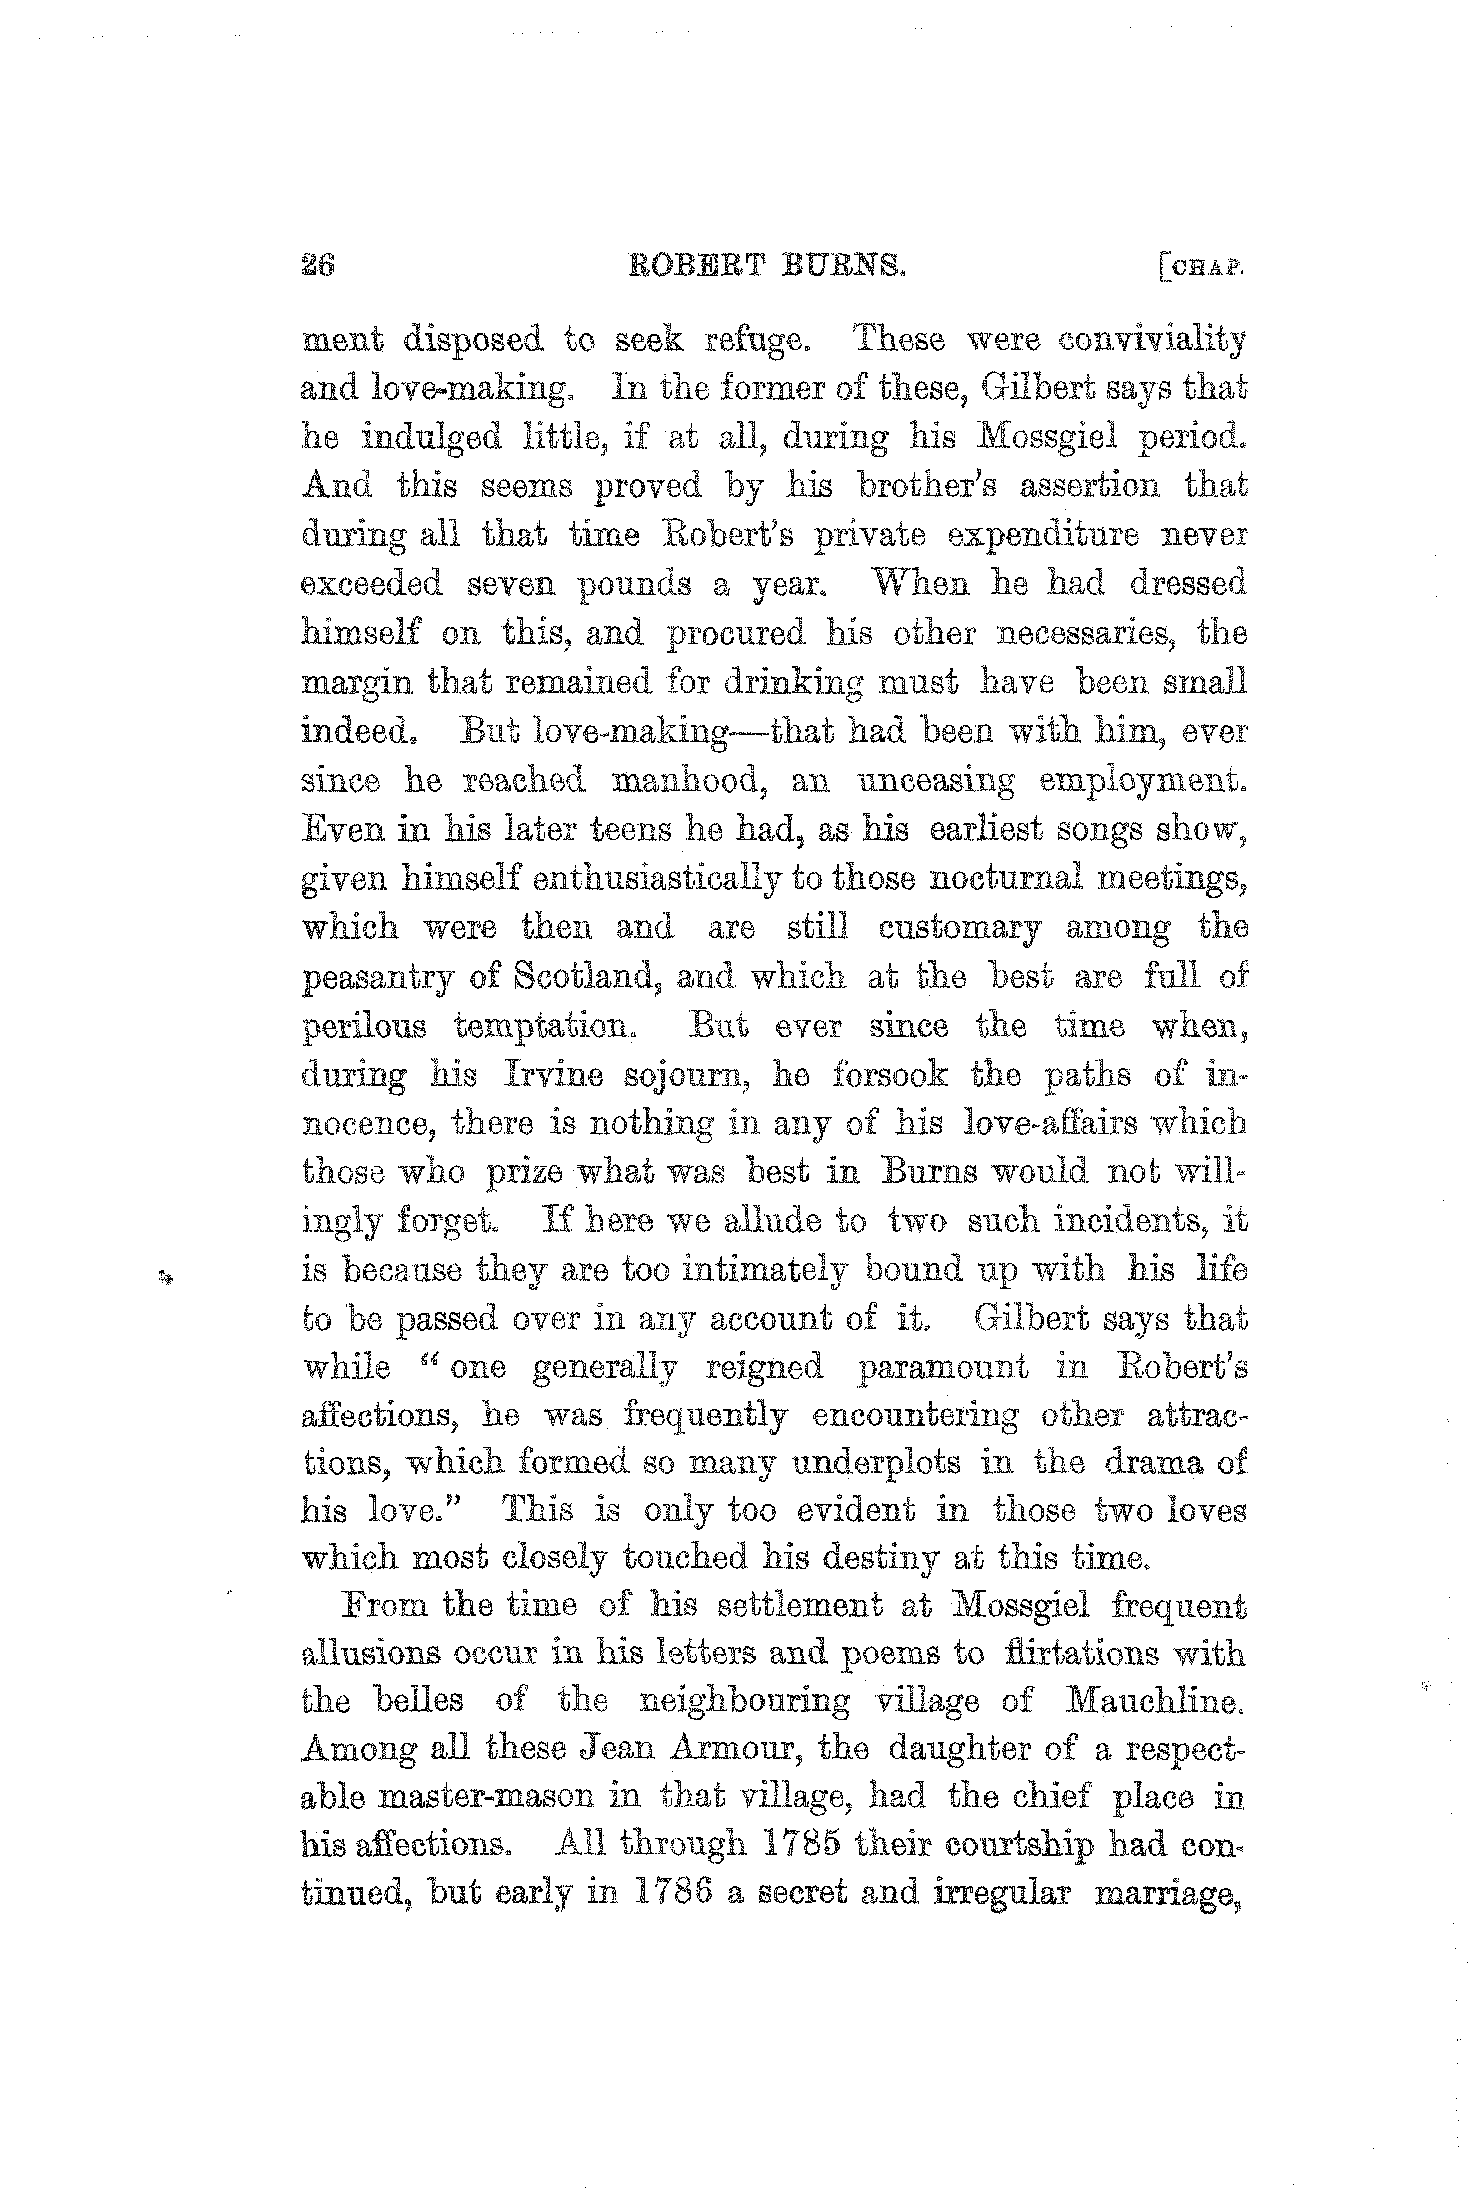 26 ROBERT BURNS. [CHAP.
ment disposed to seek refuge. These were conviviality
and love-making. In the former of these, Gilbert says that
he indulged little, if at all, during his Mossgiel period.
And this seems proved by his brother's assertion that
during all that time Robert's private expenditure never
exceeded seven pounds a year. When he had dressed
himself on this, and procured his other necessaries, the
margin that remained for drinking must have been small
indeed. But love-making—that had been with him, ever
since he reached manhood, an unceasing employment.
Even in his later teens he had, as his earliest songs show,
given himself enthusiastically to those nocturnal meetings,
which were then and are still customary among the
peasantry of Scotland, and which at the best are full of
perilous temptation. But ever since the time when,
during his Irvine sojourn, he forsook the paths of in-
nocence, there is nothing in any of his love-affairs which
those who prize what was best in Burns would not will-
ingly forget. If here we allude to two such incidents, it
is because they are too intimately bound up with his life
to be passed over in any account of it. Gilbert says that
while "one generally reigned paramount in Robert's
affections, he was frequently encountering other attrac-
tions, which formed so many underplots in the drama of
his love." This is only too evident in those two loves
which most closely touched his destiny at this time.
From the time of his settlement at Mossgiel frequent
allusions occur in his letters and poems to flirtations with
the belles of the neighbouring village of Mauchline.
Among all these Jean Armour, the daughter of a respect-
able master-mason in that village, had the chief place in
his affections. All through 1785 their courtship had con-
tinued, but early in 1786 a secret and irregular marriage,